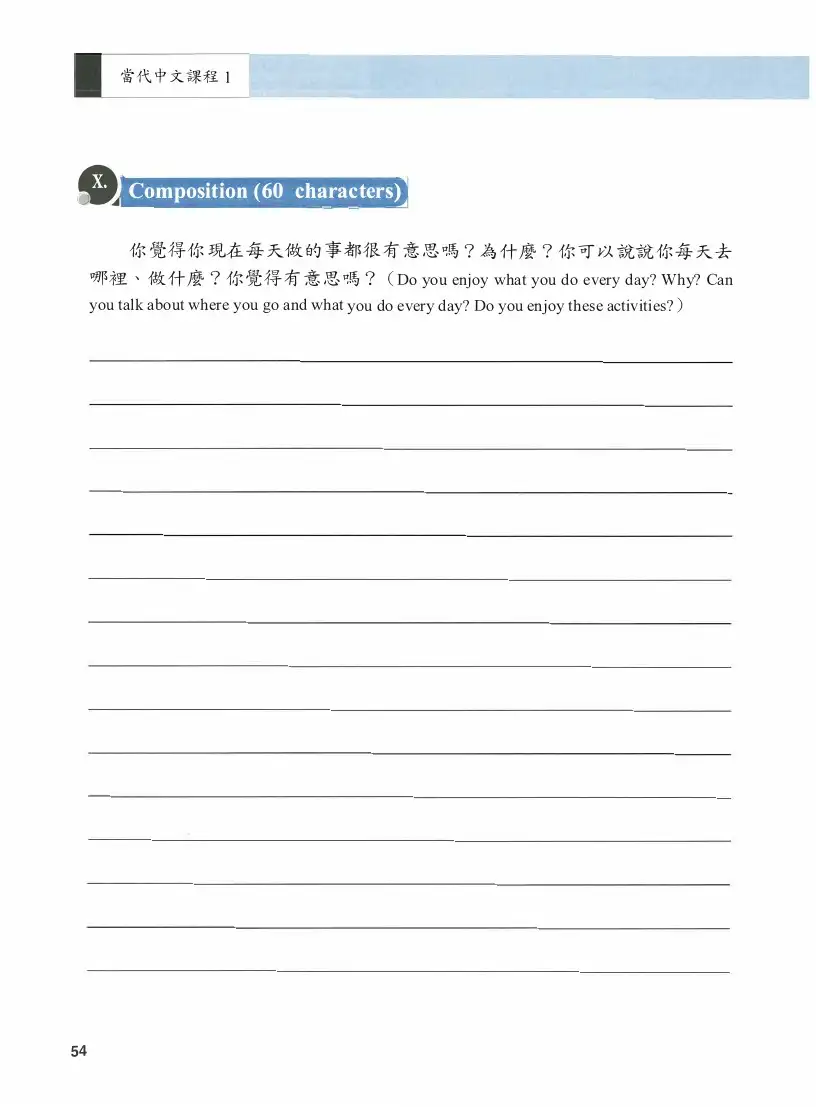 當代中文課程 1
X. Composition (60 characters)
你覺得你現在每天做的事都很有意思嗎？為什麼？你可以說說你每天去
哪裡、做什麼？你覺得有意思嗎？（Do you enjoy what you do every day? Why? Can
you talk about where you go and what you do every day? Do you enjoy these activities?）
54